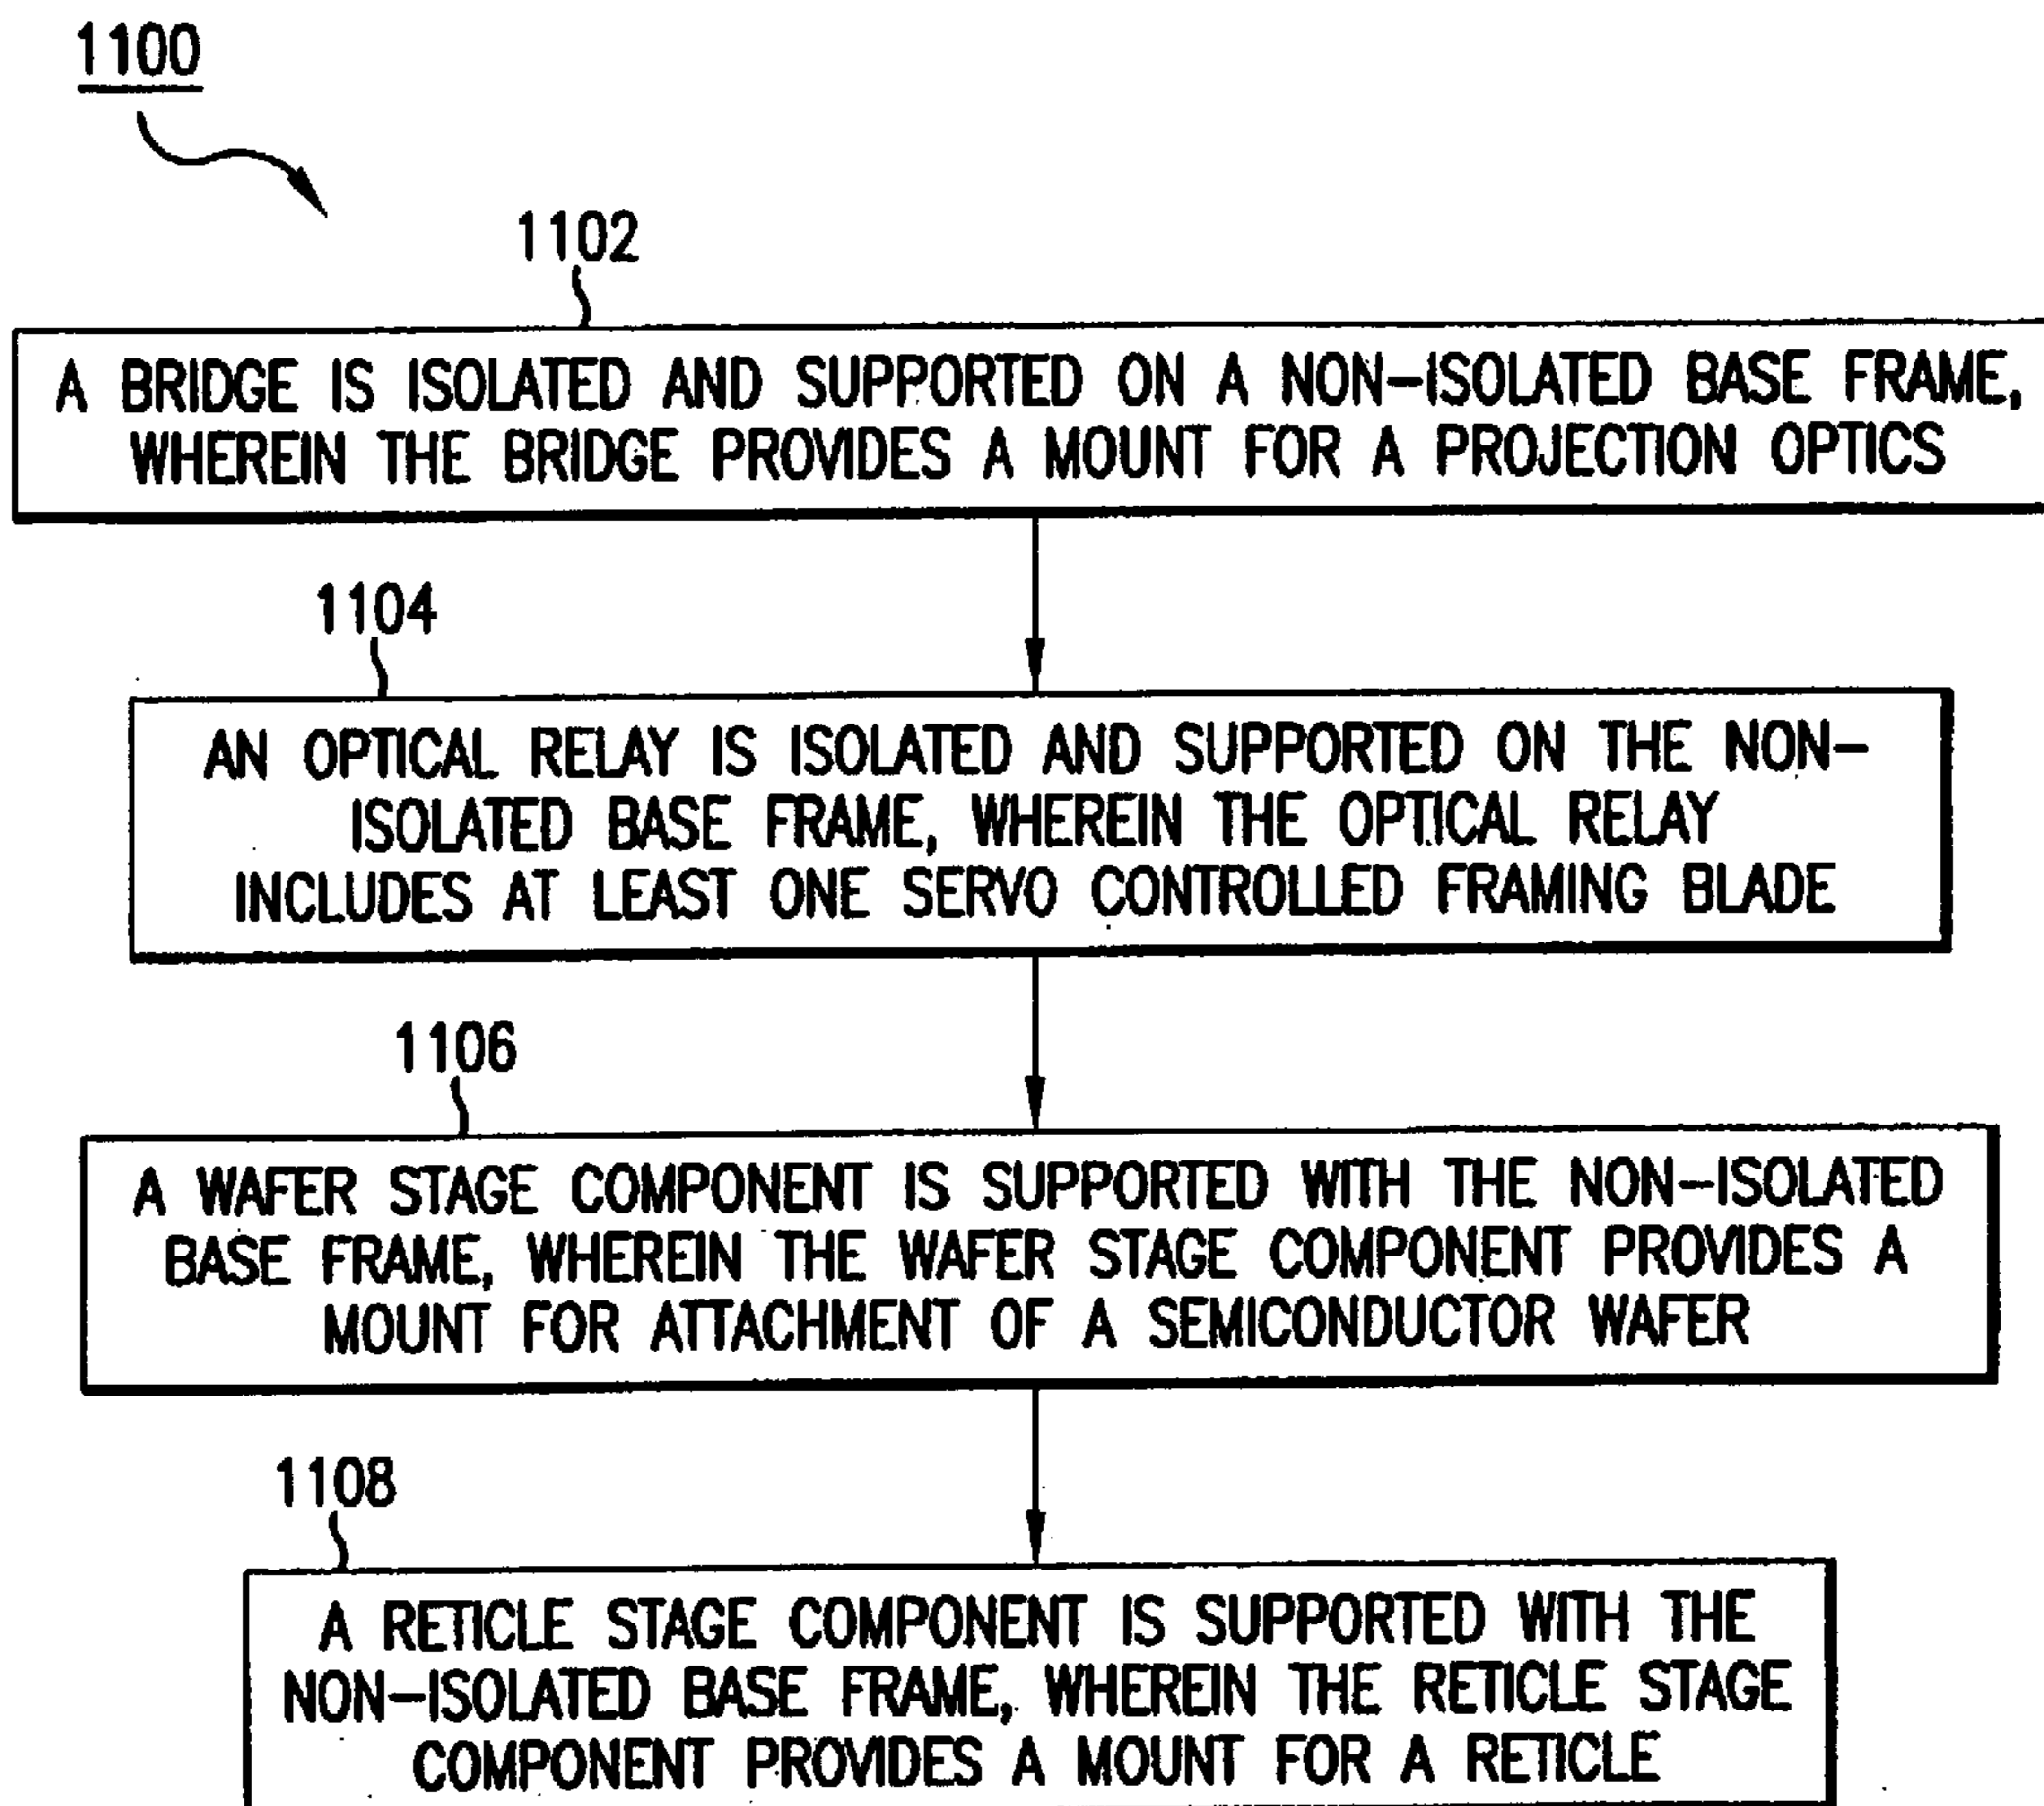 1100
1102
A BRIDGE IS ISOLATED AND SUPPORTED ON A NON-ISOLATED BASE FRAME,
WHEREIN THE BRIDGE PROVIDES A MOUNT FOR A PROJECTION OPTICS
1104
AN OPTICAL RELAY IS ISOLATED AND SUPPORTED ON THE NON-
ISOLATED BASE FRAME, WHEREIN THE OPTICAL RELAY
INCLUDES AT LEAST ONE SERVO CONTROLLED FRAMING BLADE
1106
A WAFER STAGE COMPONENT IS SUPPORTED WITH THE NON-ISOLATED
BASE FRAME, WHEREIN THE WAFER STAGE COMPONENT PROVIDES A
MOUNT FOR ATTACHMENT OF A SEMICONDUCTOR WAFER
1108
A RETICLE STAGE COMPONENT IS SUPPORTED WITH THE
NON-ISOLATED BASE FRAME, WHEREIN THE RETICLE STAGE
COMPONENT PROVIDES A MOUNT FOR A RETICLE